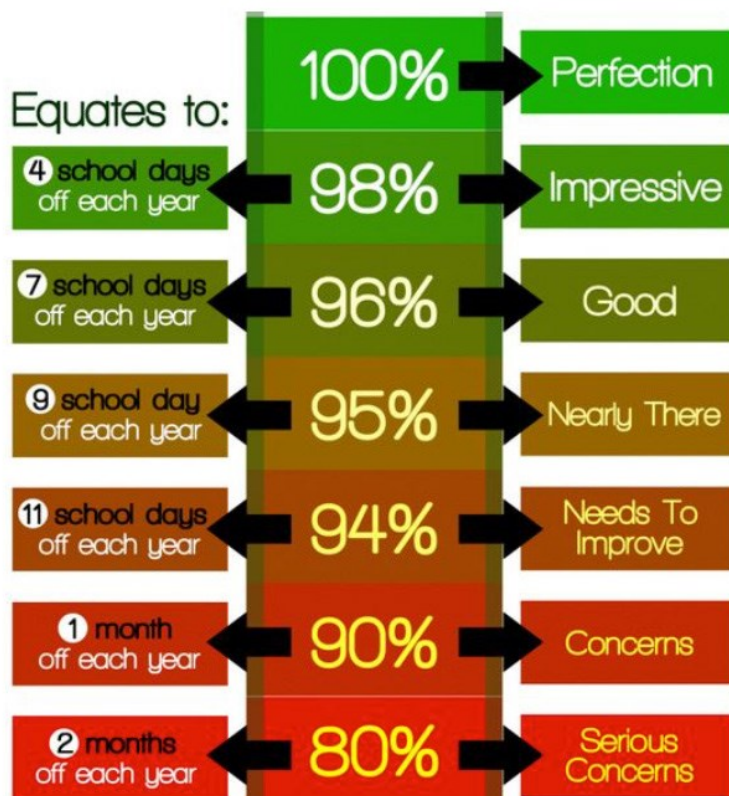 100%
Perfection
Equates to:
4 school days
off each year
98%
Impressive
7 school days
off each year
96%
Good
9 school day
off each year
95%
Nearly There
11 school days
off each year
94%
Needs To
Improve
1 month
off each year
90%
Concerns
2 months
off each year
80%
Serious
Concerns